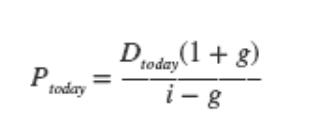 P_today = D_today(1 + g) / i − g